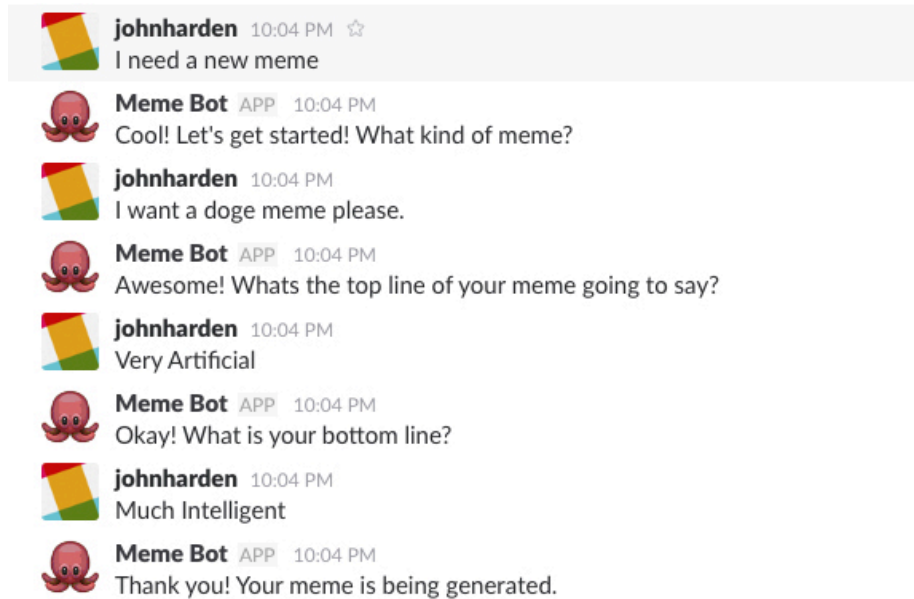 johnharden 10:04 PM ☆
I need a new meme
Meme Bot APP 10:04 PM
Cool! Let's get started! What kind of meme?
johnharden 10:04 PM
I want a doge meme please.
Meme Bot APP 10:04 PM
Awesome! Whats the top line of your meme going to say?
johnharden 10:04 PM
Very Artificial
Meme Bot APP 10:04 PM
Okay! What is your bottom line?
johnharden 10:04 PM
Much Intelligent
Meme Bot APP 10:04 PM
Thank you! Your meme is being generated.